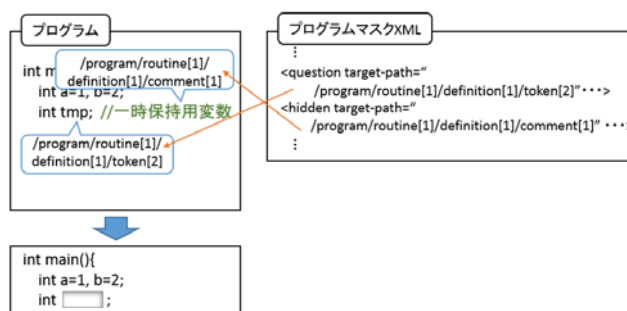 プログラム
int m
/program/routine[1]/
definition[1]/comment[1]
int a=1, b=2;
int tmp; //一時保持用変数
/program/routine[1]/
definition[1]/token[2]
プログラムマスクXML
⋮
<question target-path="
/program/routine[1]/definition[1]/token[2]"・・・>
<hidden target-path="
/program/routine[1]/definition[1]/comment[1]" ・・・>
⋮
int main(){
int a=1, b=2;
int ;